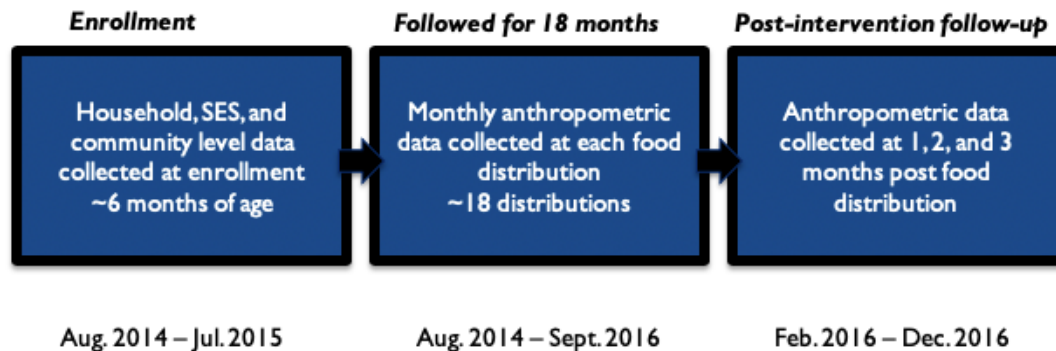 Enrollment
Household, SES, and
community level data
collected at enrollment
~6 months of age
Aug. 2014 – Jul. 2015
Followed for 18 months
Monthly anthropometric
data collected at each food
distribution
~18 distributions
Aug. 2014 – Sept. 2016
Post-intervention follow-up
Anthropometric data
collected at 1, 2, and 3
months post food
distribution
Feb. 2016 – Dec. 2016